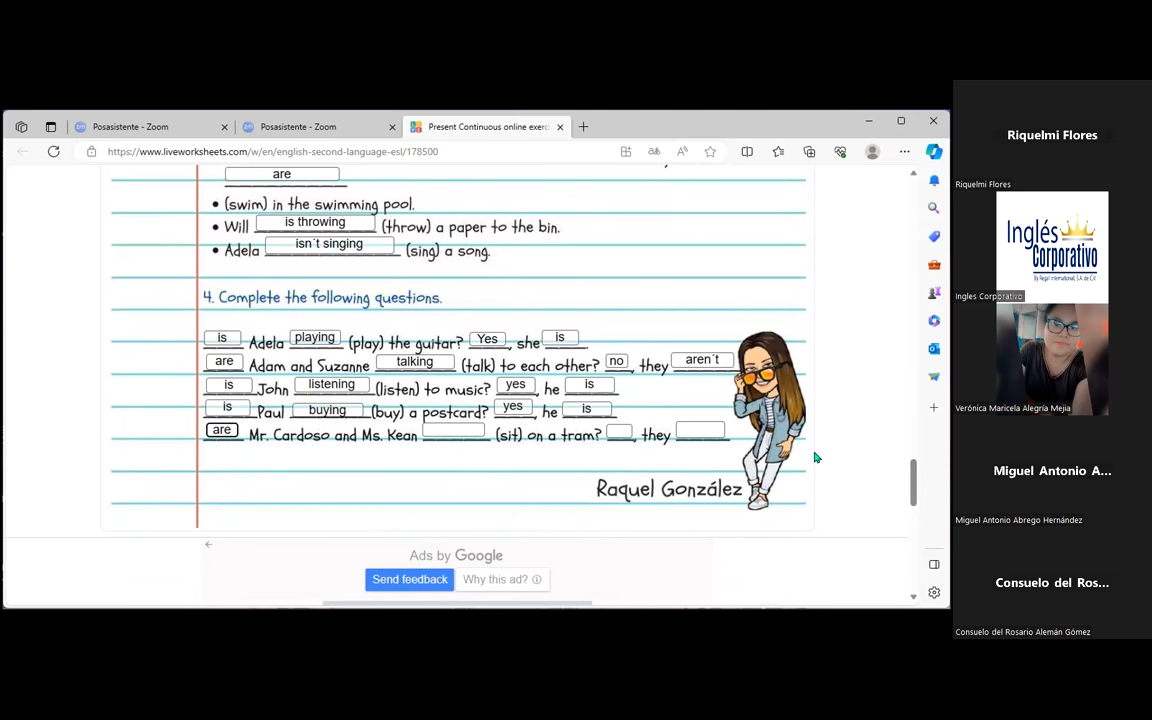 Posasistente - Zoom
Posasistente - Zoom
Present Continuous online exerc
https://www.liveworksheets.com/w/en/english-second-language-esl/178500
are
• (swim) in the swimming pool.
• Will is throwing (throw) a paper to the bin.
• Adela isn´t singing (sing) a song.
4. Complete the following questions.
is Adela playing (play) the guitar? Yes, she is
are Adam and Suzanne talking (talk) to each other? no, they aren´t
is John listening (listen) to music? yes, he is
is Paul buying (buy) a postcard? yes, he is
are Mr. Cardoso and Ms. Kean (sit) on a tram? , they
Raquel González
Ads by Google
Send feedback
Why this ad?
Riquelmi Flores
Riquelmi Flores
Inglés
Corporativo
By Regal International, S.A. de C.V.
Ingles Corporativo
Verónica Maricela Alegría Mejia
Miguel Antonio A...
Miguel Antonio Abrego Hernández
Consuelo del Ros...
Consuelo del Rosario Alemán Gómez